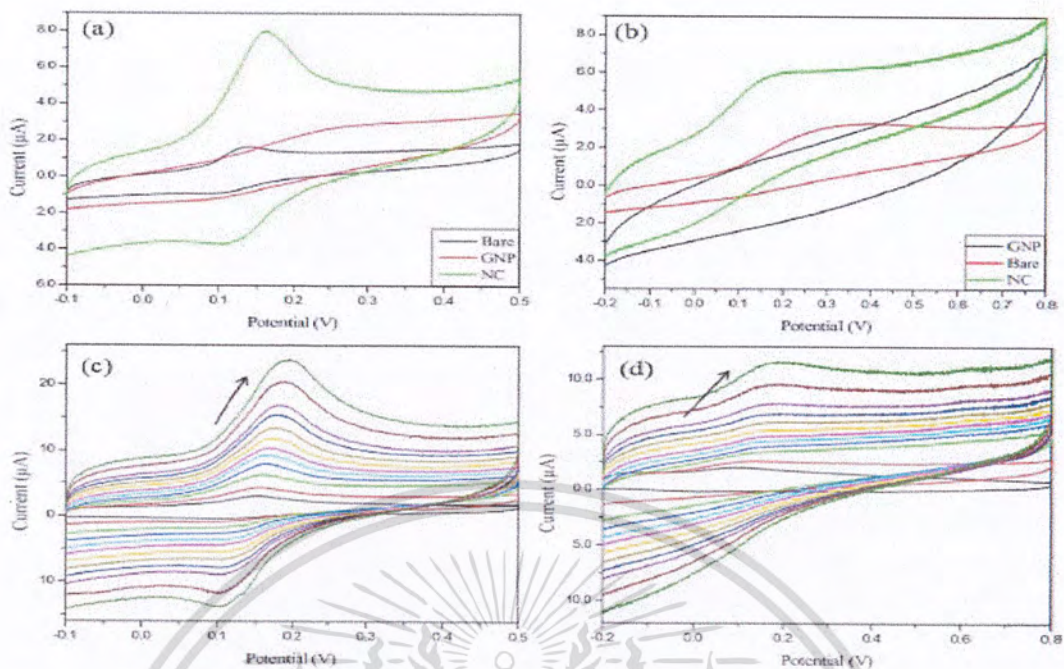 (a)
8.0
6.0
4.0
2.0
0.0
2.0
4.0
6.0
Current (µA)
Bare
GNP
NC
-0.1 0.0 0.1 0.2 0.3 0.4 0.5
Potential (V)
(b)
8.0
6.0
4.0
2.0
0.0
2.0
4.0
Current (µA)
GNP
Bare
NC
-0.2 -0.1 0.0 0.1 0.2 0.3 0.4 0.5 0.6 0.7 0.8
Potential (V)
(c)
20
10
0
10
Current (µA)
-0.1 0.0 0.1 0.2 0.3 0.4 0.5
Potential (V)
(d)
10.0
5.0
0.0
5.0
10.0
Current (µA)
-0.2 0.0 0.2 0.4 0.6 0.8
Potential (V)